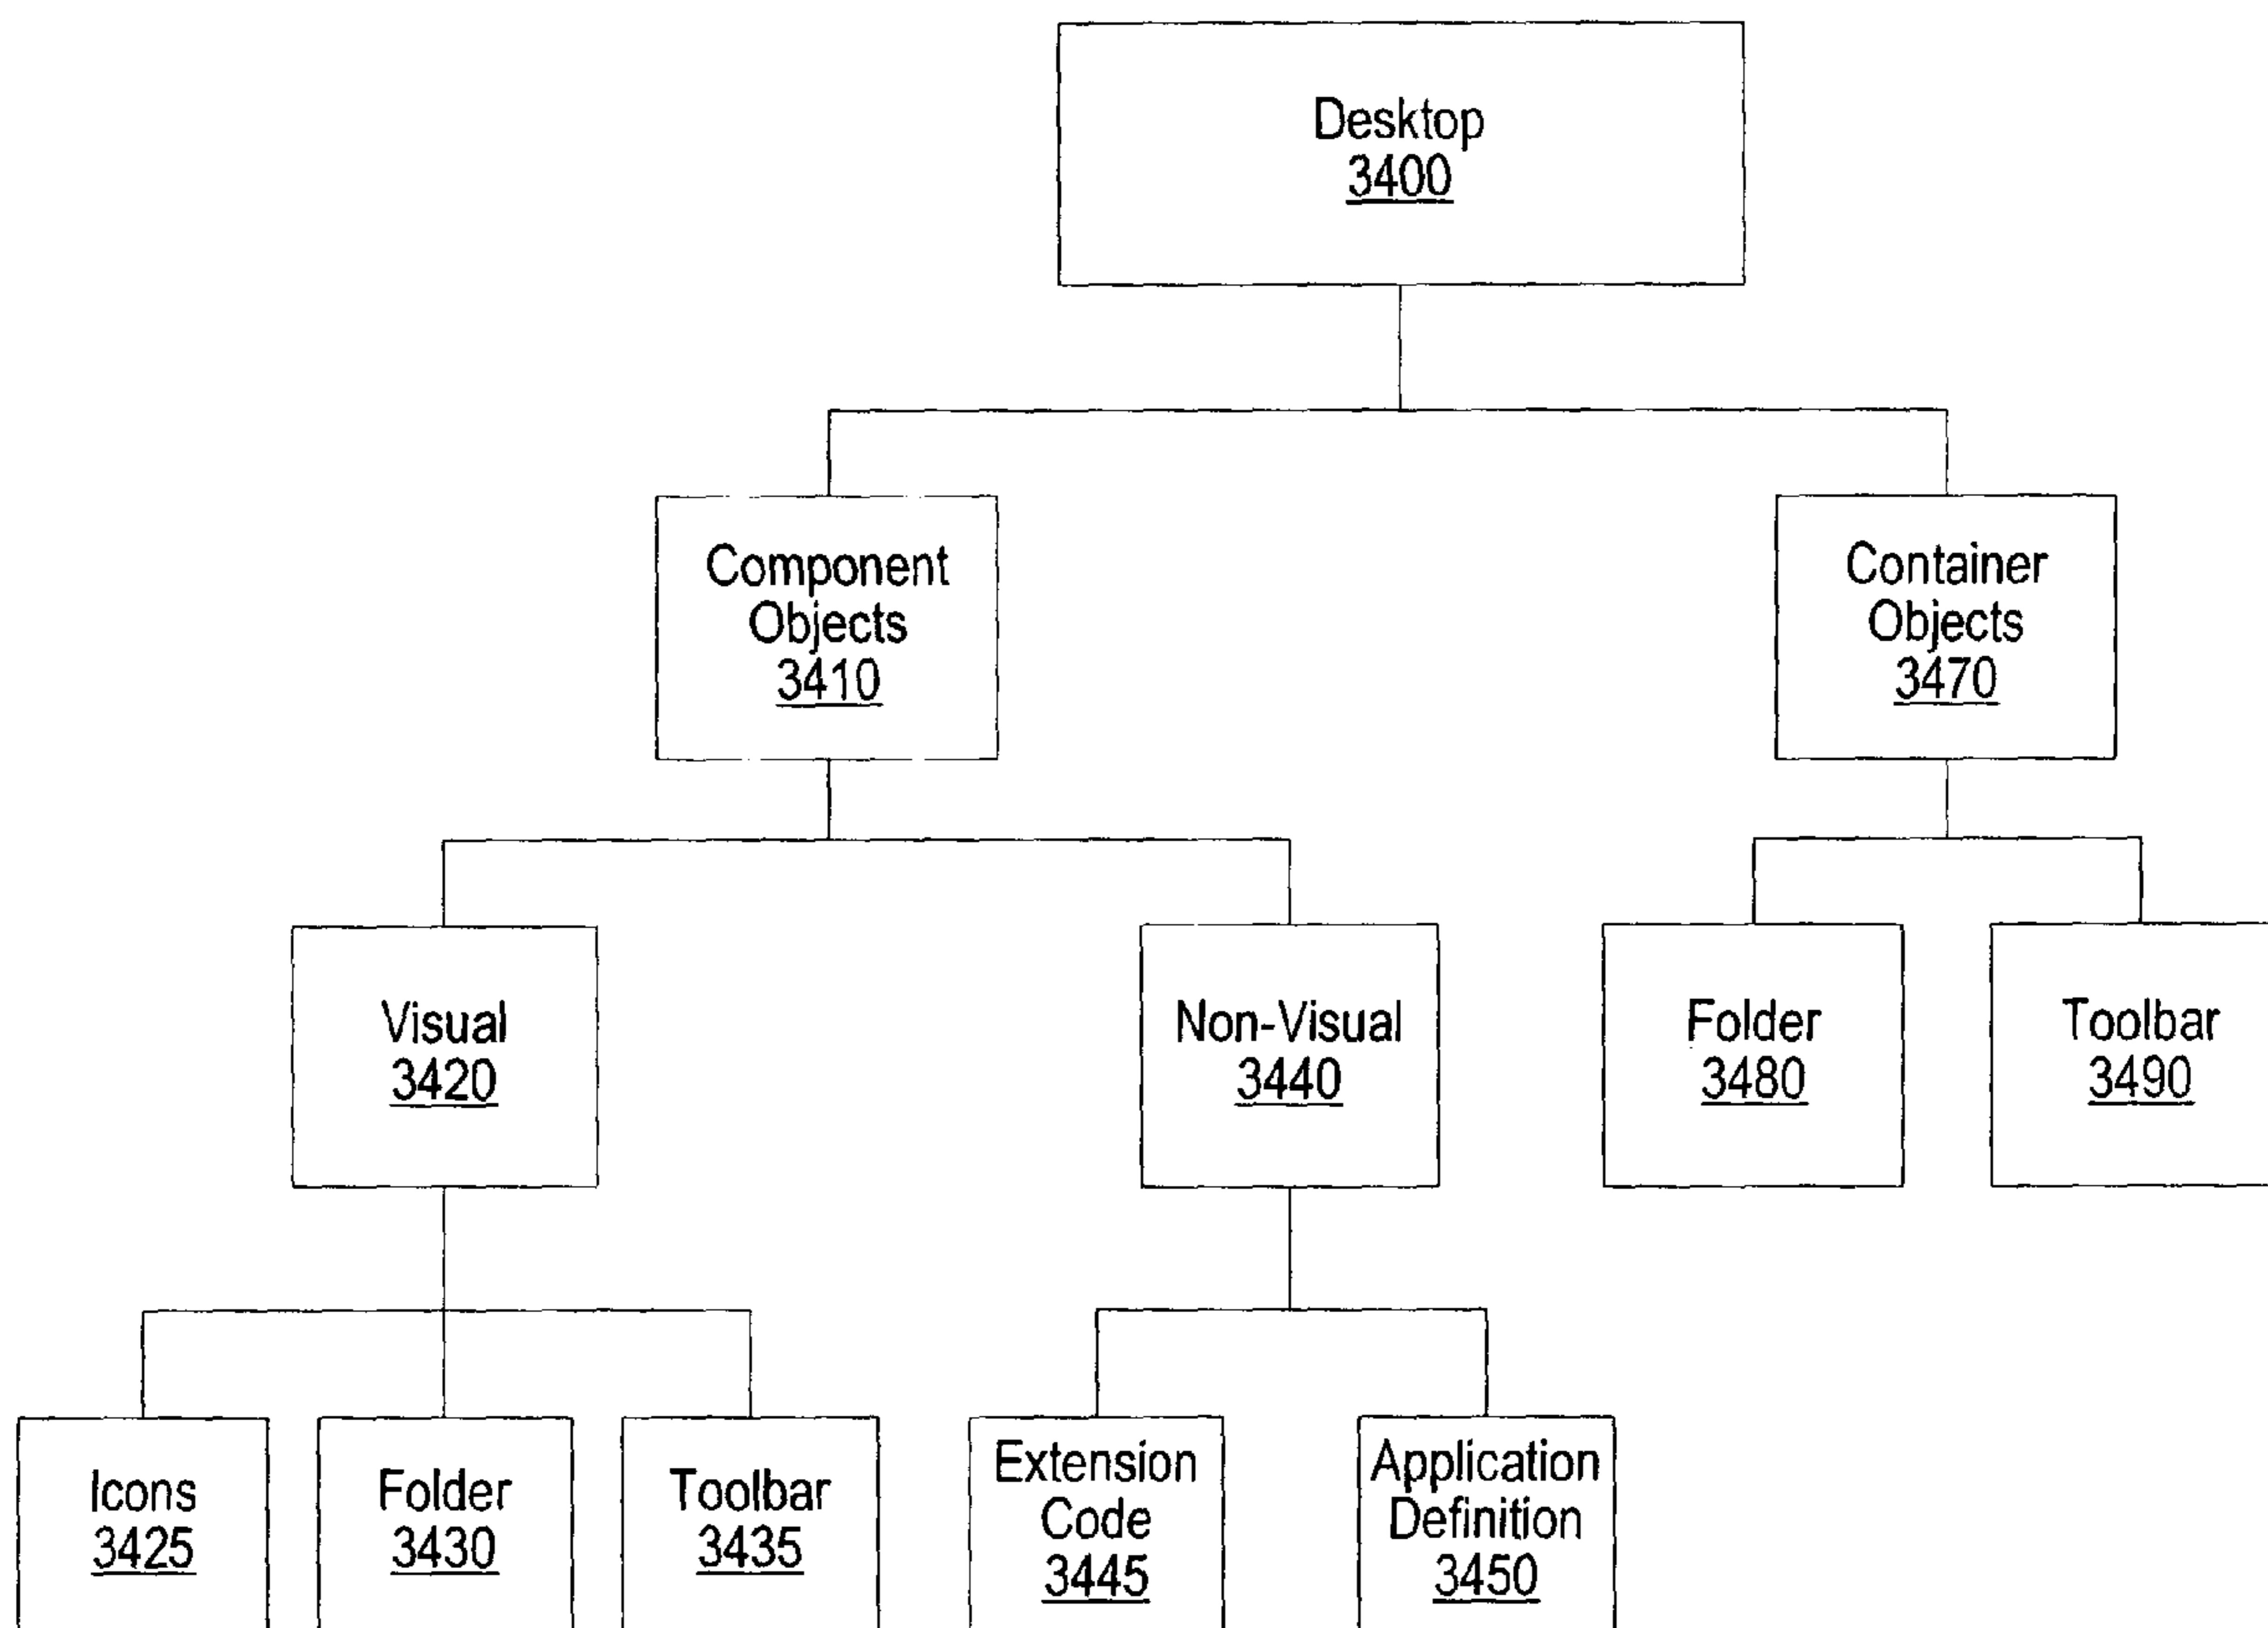 Desktop
3400
Component
Objects
3410
Container
Objects
3470
Visual
3420
Non-Visual
3440
Folder
3480
Toolbar
3490
Icons
3425
Folder
3430
Toolbar
3435
Extension
Code
3445
Application
Definition
3450